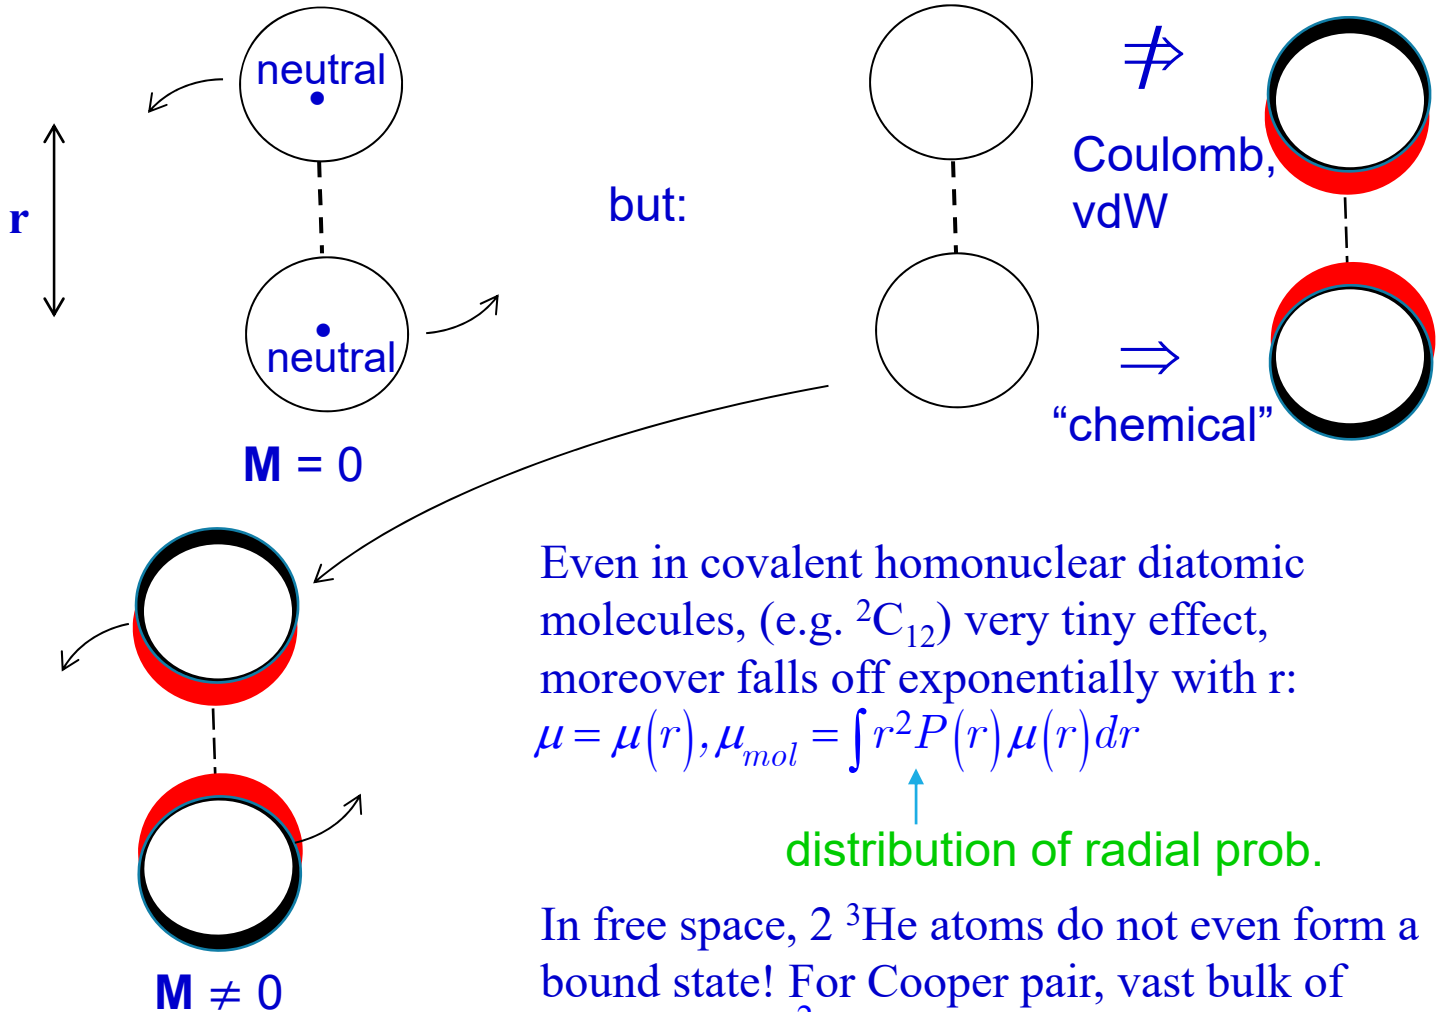 neutral
r
neutral
M = 0
but:
⇏
Coulomb,
vdW
⇒
“chemical”
M ≠ 0
Even in covalent homonuclear diatomic
molecules, (e.g. ²C₁₂) very tiny effect,
moreover falls off exponentially with r:
μ = μ(r), μ_mol = ∫ r²P(r) μ(r) dr
distribution of radial prob.
In free space, 2 ³He atoms do not even form a
bound state! For Cooper pair, vast bulk of
2